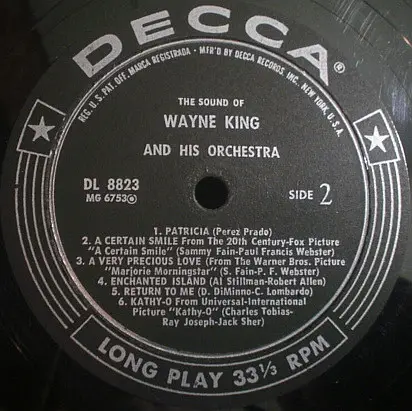 DECCA®
REG. U.S. PAT. OFF. MARCA REGISTRADA • MF'D BY DECCA RECORDS, INC., NEW YORK, U.S.A.
THE SOUND OF
WAYNE KING
AND HIS ORCHESTRA
DL 8823
MG 6753
SIDE 2
1. PATRICIA (Perez Prado)
2. A CERTAIN SMILE From The 20th Century-Fox Picture
"A Certain Smile" (Sammy Fain-Paul Francis Webster)
3. A VERY PRECIOUS LOVE (From The Warner Bros. Picture
"Marjorie Morningstar" (S. Fain-P. F. Webster)
4. ENCHANTED ISLAND (Al Stillman-Robert Allen)
5. RETURN TO ME (D. DiMinno-C. Lombardo)
6. KATHY-O From Universal-International
Picture "Kathy-O" (Charles Tobias-
Ray Joseph-Jack Sher)
LONG PLAY 33⅓ RPM